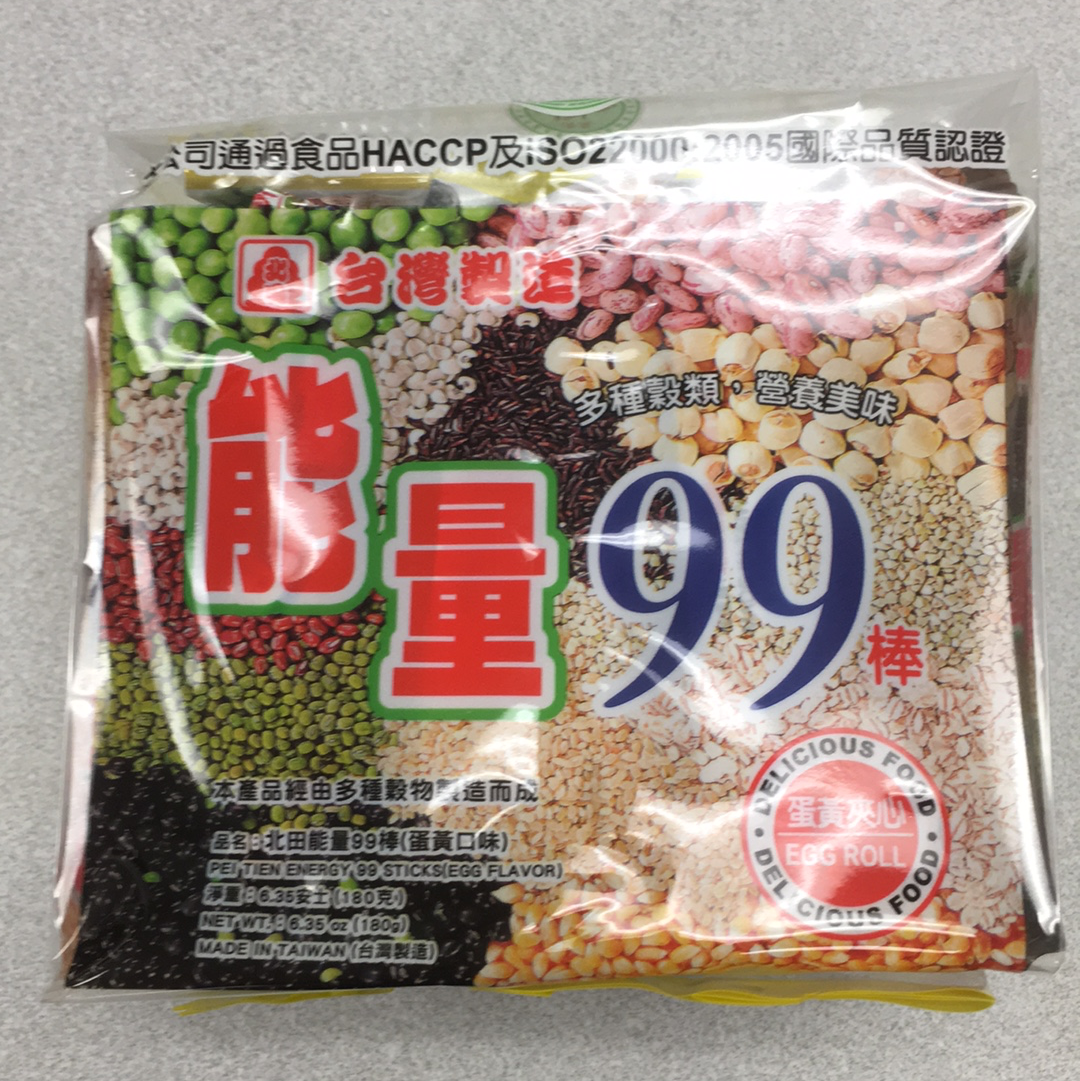 公司通過食品HACCP及ISO22000:2005國際品質認證
台灣製造
多種穀類,營養美味
能量99棒
DELICIOUS FOOD
蛋黃夾心
EGG ROLL
DELICIOUS FOOD
本產品經由多種穀物製造而成
品名:北田能量99棒(蛋黃口味)
PEI TIEN ENERGY 99 STICKS(EGG FLAVOR)
淨重:6.35安士(180克)
NET WT.:6.35 oz (180g)
MADE IN TAIWAN (台灣製造)